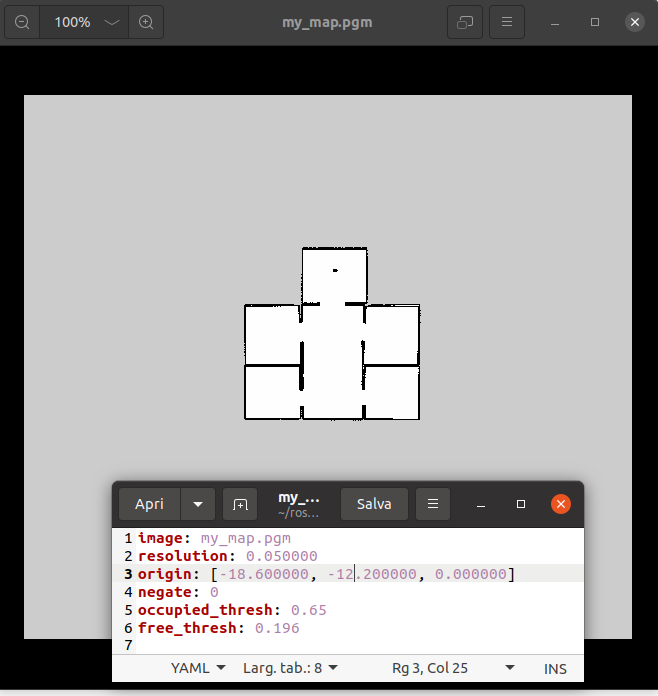 100% my_map.pgm
Apri my_... Salva
~/ros...
1 image: my_map.pgm
2 resolution: 0.050000
3 origin: [-18.600000, -12.200000, 0.000000]
4 negate: 0
5 occupied_thresh: 0.65
6 free_thresh: 0.196
7
YAML Larg. tab.: 8 Rg 3, Col 25 INS